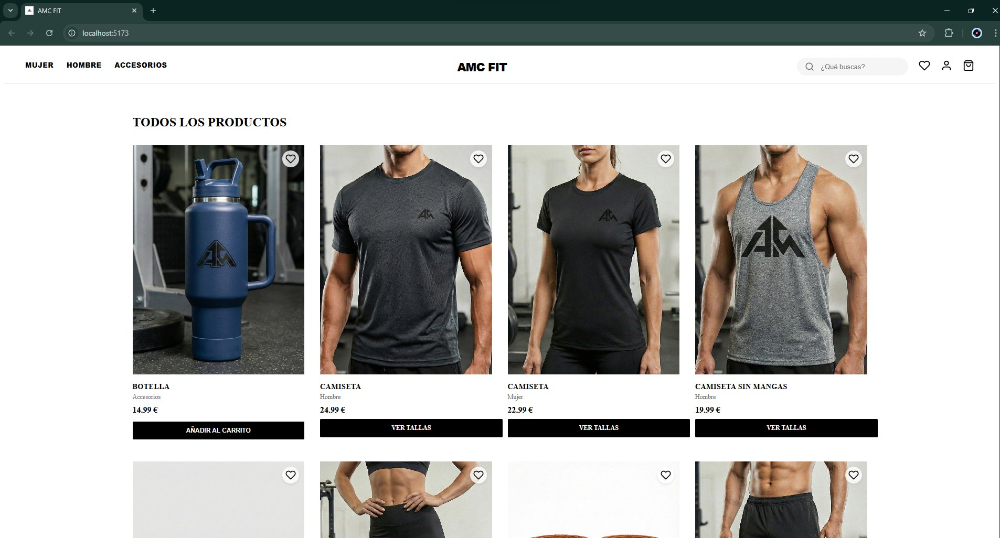 AMC FIT
localhost:5173
MUJER HOMBRE ACCESORIOS
AMC FIT
¿Qué buscas?
TODOS LOS PRODUCTOS
BOTELLA
Accesorios
14.99 €
AÑADIR AL CARRITO
CAMISETA
Hombre
24.99 €
VER TALLAS
CAMISETA
Mujer
22.99 €
VER TALLAS
CAMISETA SIN MANGAS
Hombre
19.99 €
VER TALLAS